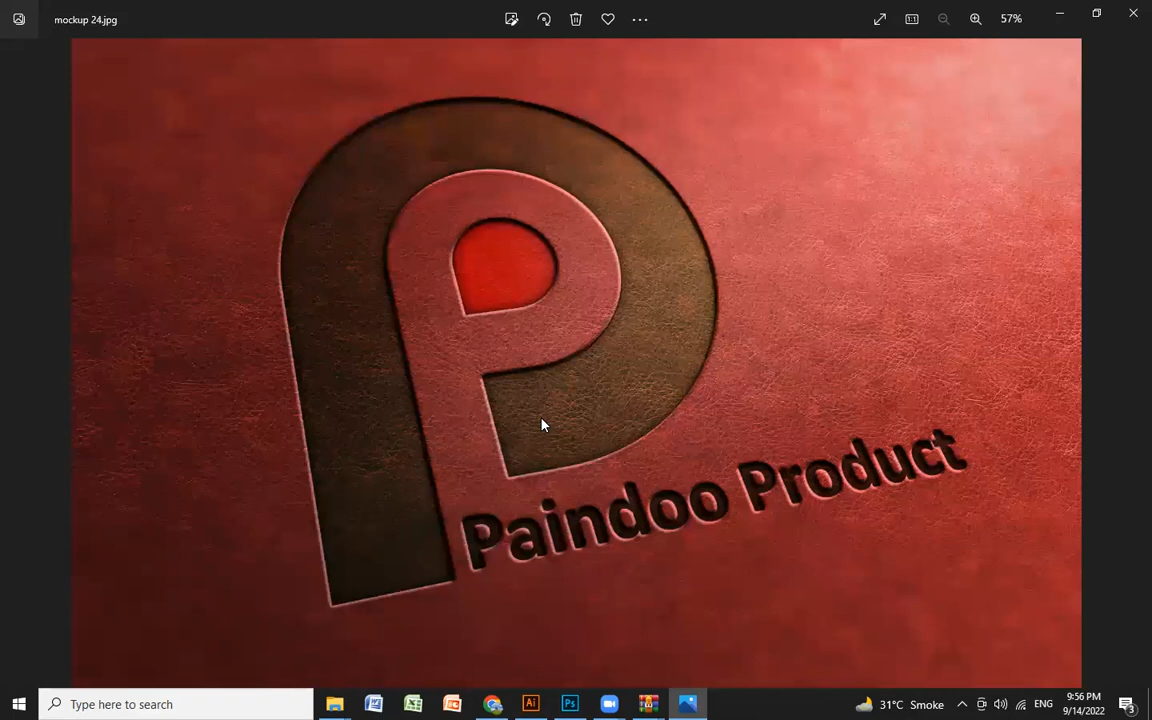 mockup 24.jpg
57%
Paindoo Product
Type here to search
31°C Smoke
ENG
9:56 PM
9/14/2022
3